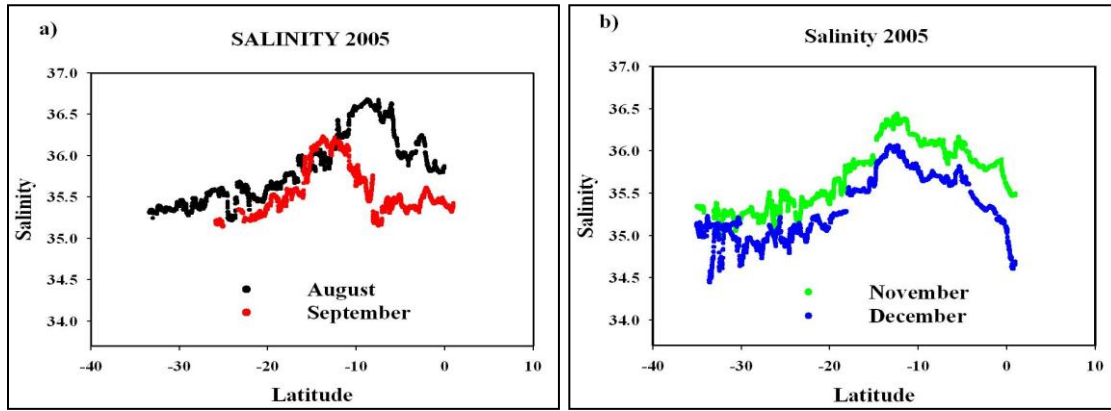 a)
SALINITY 2005
Salinity
37.0
36.5
36.0
35.5
35.0
34.5
34.0
August
September
-40 -30 -20 -10 0 10
Latitude
b)
Salinity 2005
Salinity
37.0
36.5
36.0
35.5
35.0
34.5
34.0
November
December
-40 -30 -20 -10 0 10
Latitude